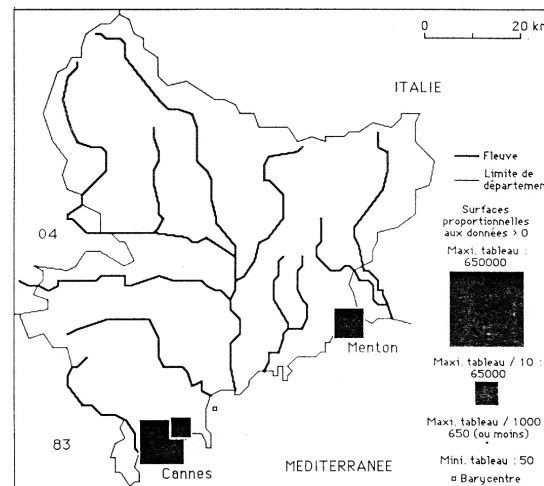 0 20 km
ITALIE
Fleuve
Limite de
départemen
Surfaces
proportionnelles
aux données > 0
Maxi. tableau :
650000
04
Menton
Maxi. tableau / 10 :
65000
Maxi. tableau / 1000
650 (ou moins)
83
Cannes
MEDITERRANEE
Mini. tableau : 50
Barycentre